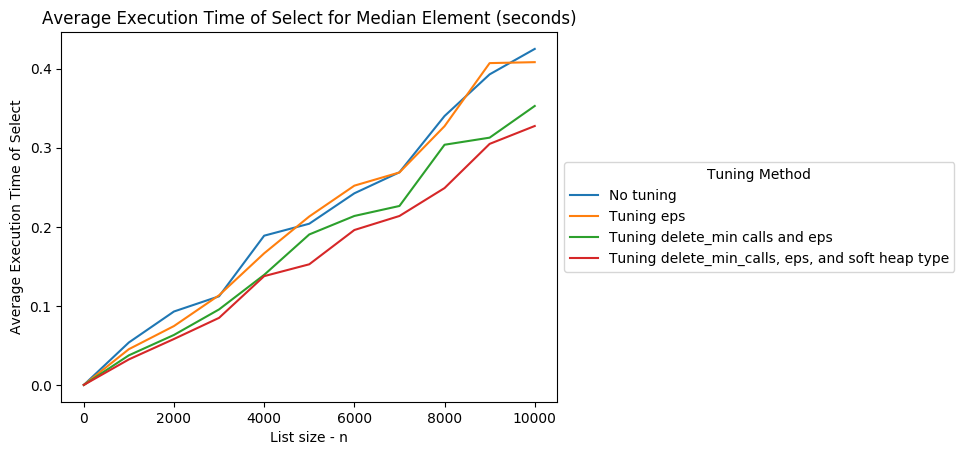 Average Execution Time of Select for Median Element (seconds)
Average Execution Time of Select
0.4
0.3
0.2
0.1
0.0
0
2000
4000
6000
8000
10000
List size - n
Tuning Method
No tuning
Tuning eps
Tuning delete_min calls and eps
Tuning delete_min_calls, eps, and soft heap type